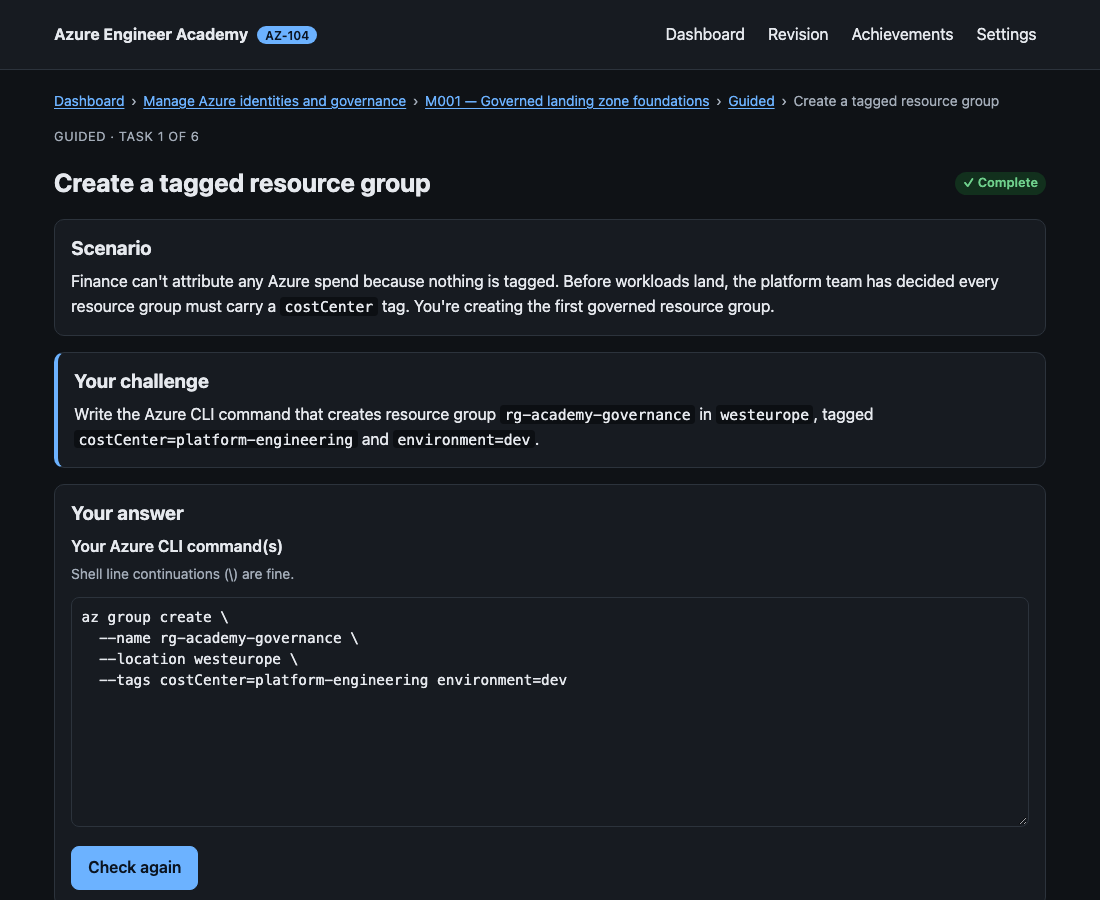 Azure Engineer Academy AZ-104 Dashboard Revision Achievements Settings
Dashboard › Manage Azure identities and governance › M001 — Governed landing zone foundations › Guided › Create a tagged resource group
GUIDED · TASK 1 OF 6
Create a tagged resource group ✓ Complete
Scenario
Finance can't attribute any Azure spend because nothing is tagged. Before workloads land, the platform team has decided every
resource group must carry a costCenter tag. You're creating the first governed resource group.
Your challenge
Write the Azure CLI command that creates resource group rg-academy-governance in westeurope, tagged
costCenter=platform-engineering and environment=dev.
Your answer
Your Azure CLI command(s)
Shell line continuations (\) are fine.
az group create \
  --name rg-academy-governance \
  --location westeurope \
  --tags costCenter=platform-engineering environment=dev
Check again